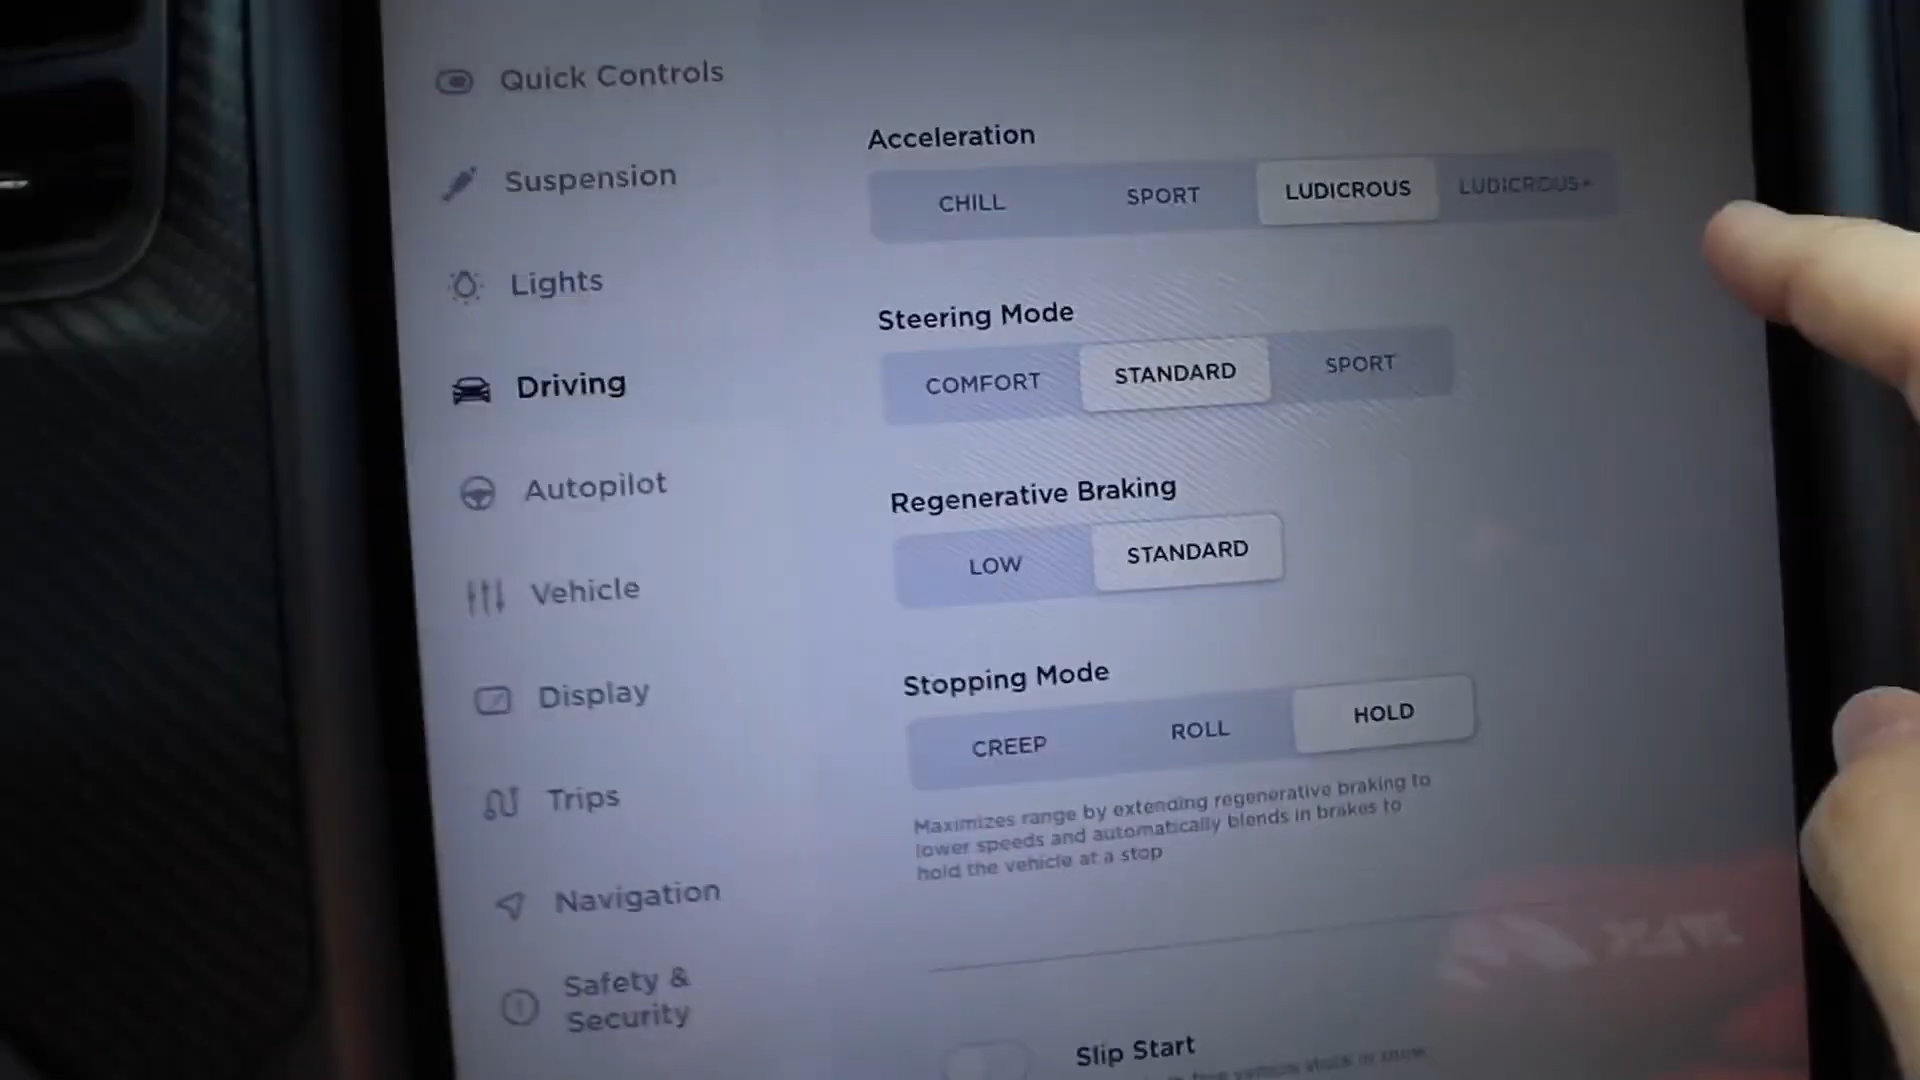 Quick Controls
Suspension
Lights
Driving
Autopilot
Vehicle
Display
Trips
Navigation
Safety &
Security
Acceleration
CHILL SPORT LUDICROUS LUDICROUS+
Steering Mode
COMFORT STANDARD SPORT
Regenerative Braking
LOW STANDARD
Stopping Mode
CREEP ROLL HOLD
Maximizes range by extending regenerative braking to
lower speeds and automatically blends in brakes to
hold the vehicle at a stop
Slip Start